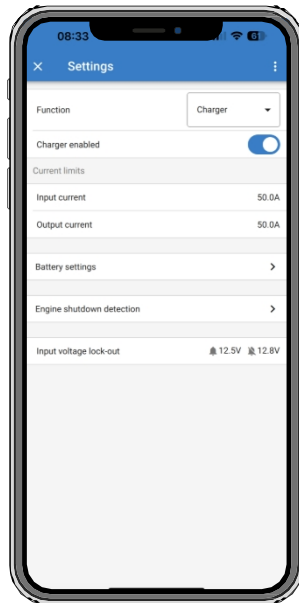 08:33
Settings
Function Charger
Charger enabled
Current limits
Input current 50.0A
Output current 50.0A
Battery settings
Engine shutdown detection
Input voltage lock-out 12.5V 12.8V